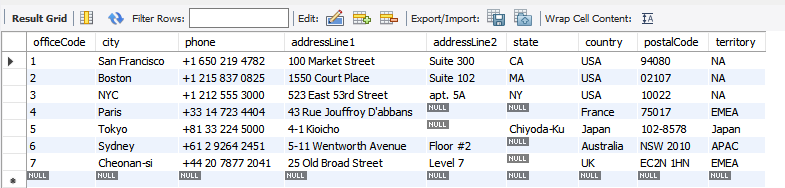 Result Grid Filter Rows: Edit: Export/Import: Wrap Cell Content: IA
officeCode city phone addressLine1 addressLine2 state country postalCode territory
1 San Francisco +1 650 219 4782 100 Market Street Suite 300 CA USA 94080 NA
2 Boston +1 215 837 0825 1550 Court Place Suite 102 MA USA 02107 NA
3 NYC +1 212 555 3000 523 East 53rd Street apt. 5A NY USA 10022 NA
4 Paris +33 14 723 4404 43 Rue Jouffroy D'abbans NULL NULL France 75017 EMEA
5 Tokyo +81 33 224 5000 4-1 Kioicho NULL Chiyoda-Ku Japan 102-8578 Japan
6 Sydney +61 2 9264 2451 5-11 Wentworth Avenue Floor #2 NULL Australia NSW 2010 APAC
7 Cheonan-si +44 20 7877 2041 25 Old Broad Street Level 7 NULL UK EC2N 1HN EMEA
NULL NULL NULL NULL NULL NULL NULL NULL NULL